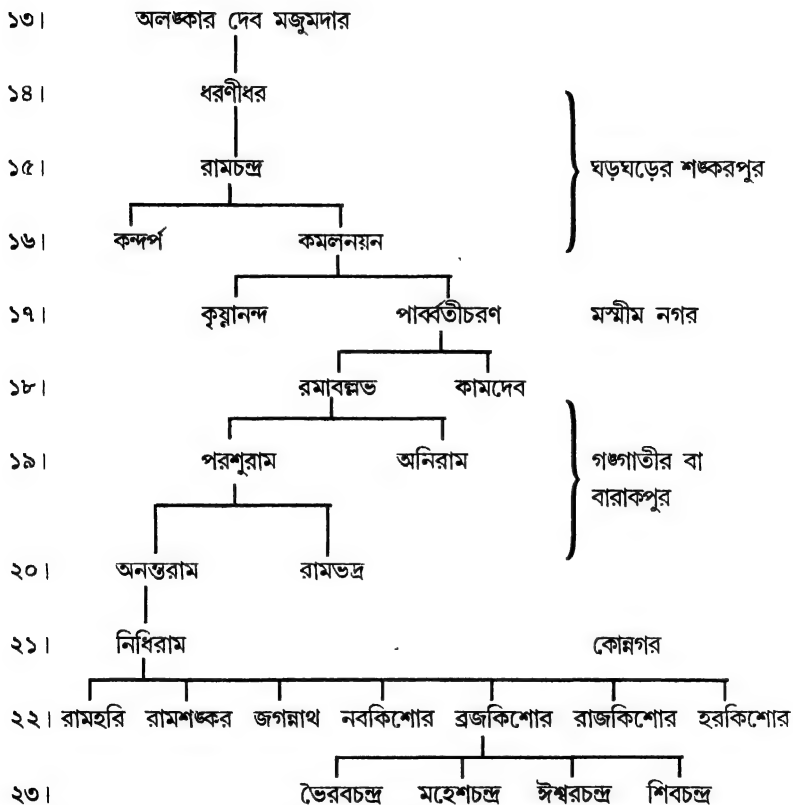 ১৩। অলঙ্কার দেব মজুমদার
১৪। ধরণীধর
১৫। রামচন্দ্র ঘড়ঘড়ের শঙ্করপুর
১৬। কন্দর্প কমলনয়ন
১৭। কৃষ্ণানন্দ পার্ব্বতীচরণ মস্মীম নগর
১৮। রমাবল্লভ কামদেব
১৯। পরশুরাম অনিরাম গঙ্গাতীর বা
বারাকপুর
২০। অনন্তরাম রামভদ্র
২১। নিধিরাম কোন্নগর
২২। রামহরি রামশঙ্কর জগন্নাথ নবকিশোর ব্রজকিশোর রাজকিশোর হরকিশোর
২৩। ভৈরবচন্দ্র মহেশচন্দ্র ঈশ্বরচন্দ্র শিবচন্দ্র